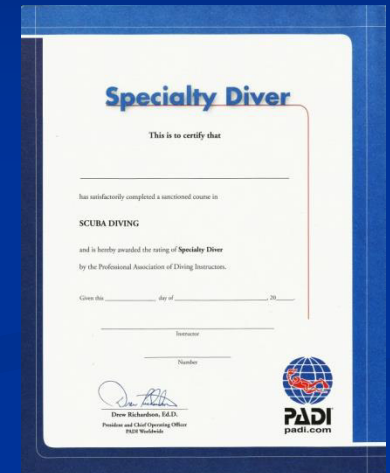 Specialty Diver
This is to certify that
has satisfactorily completed a sanctioned course in
SCUBA DIVING
and is hereby awarded the rating of Specialty Diver
by the Professional Association of Diving Instructors.
Given this day of , 20
Instructor
Number
Drew Richardson, Ed.D.
President and Chief Operating Officer
PADI Worldwide
PADI
padi.com